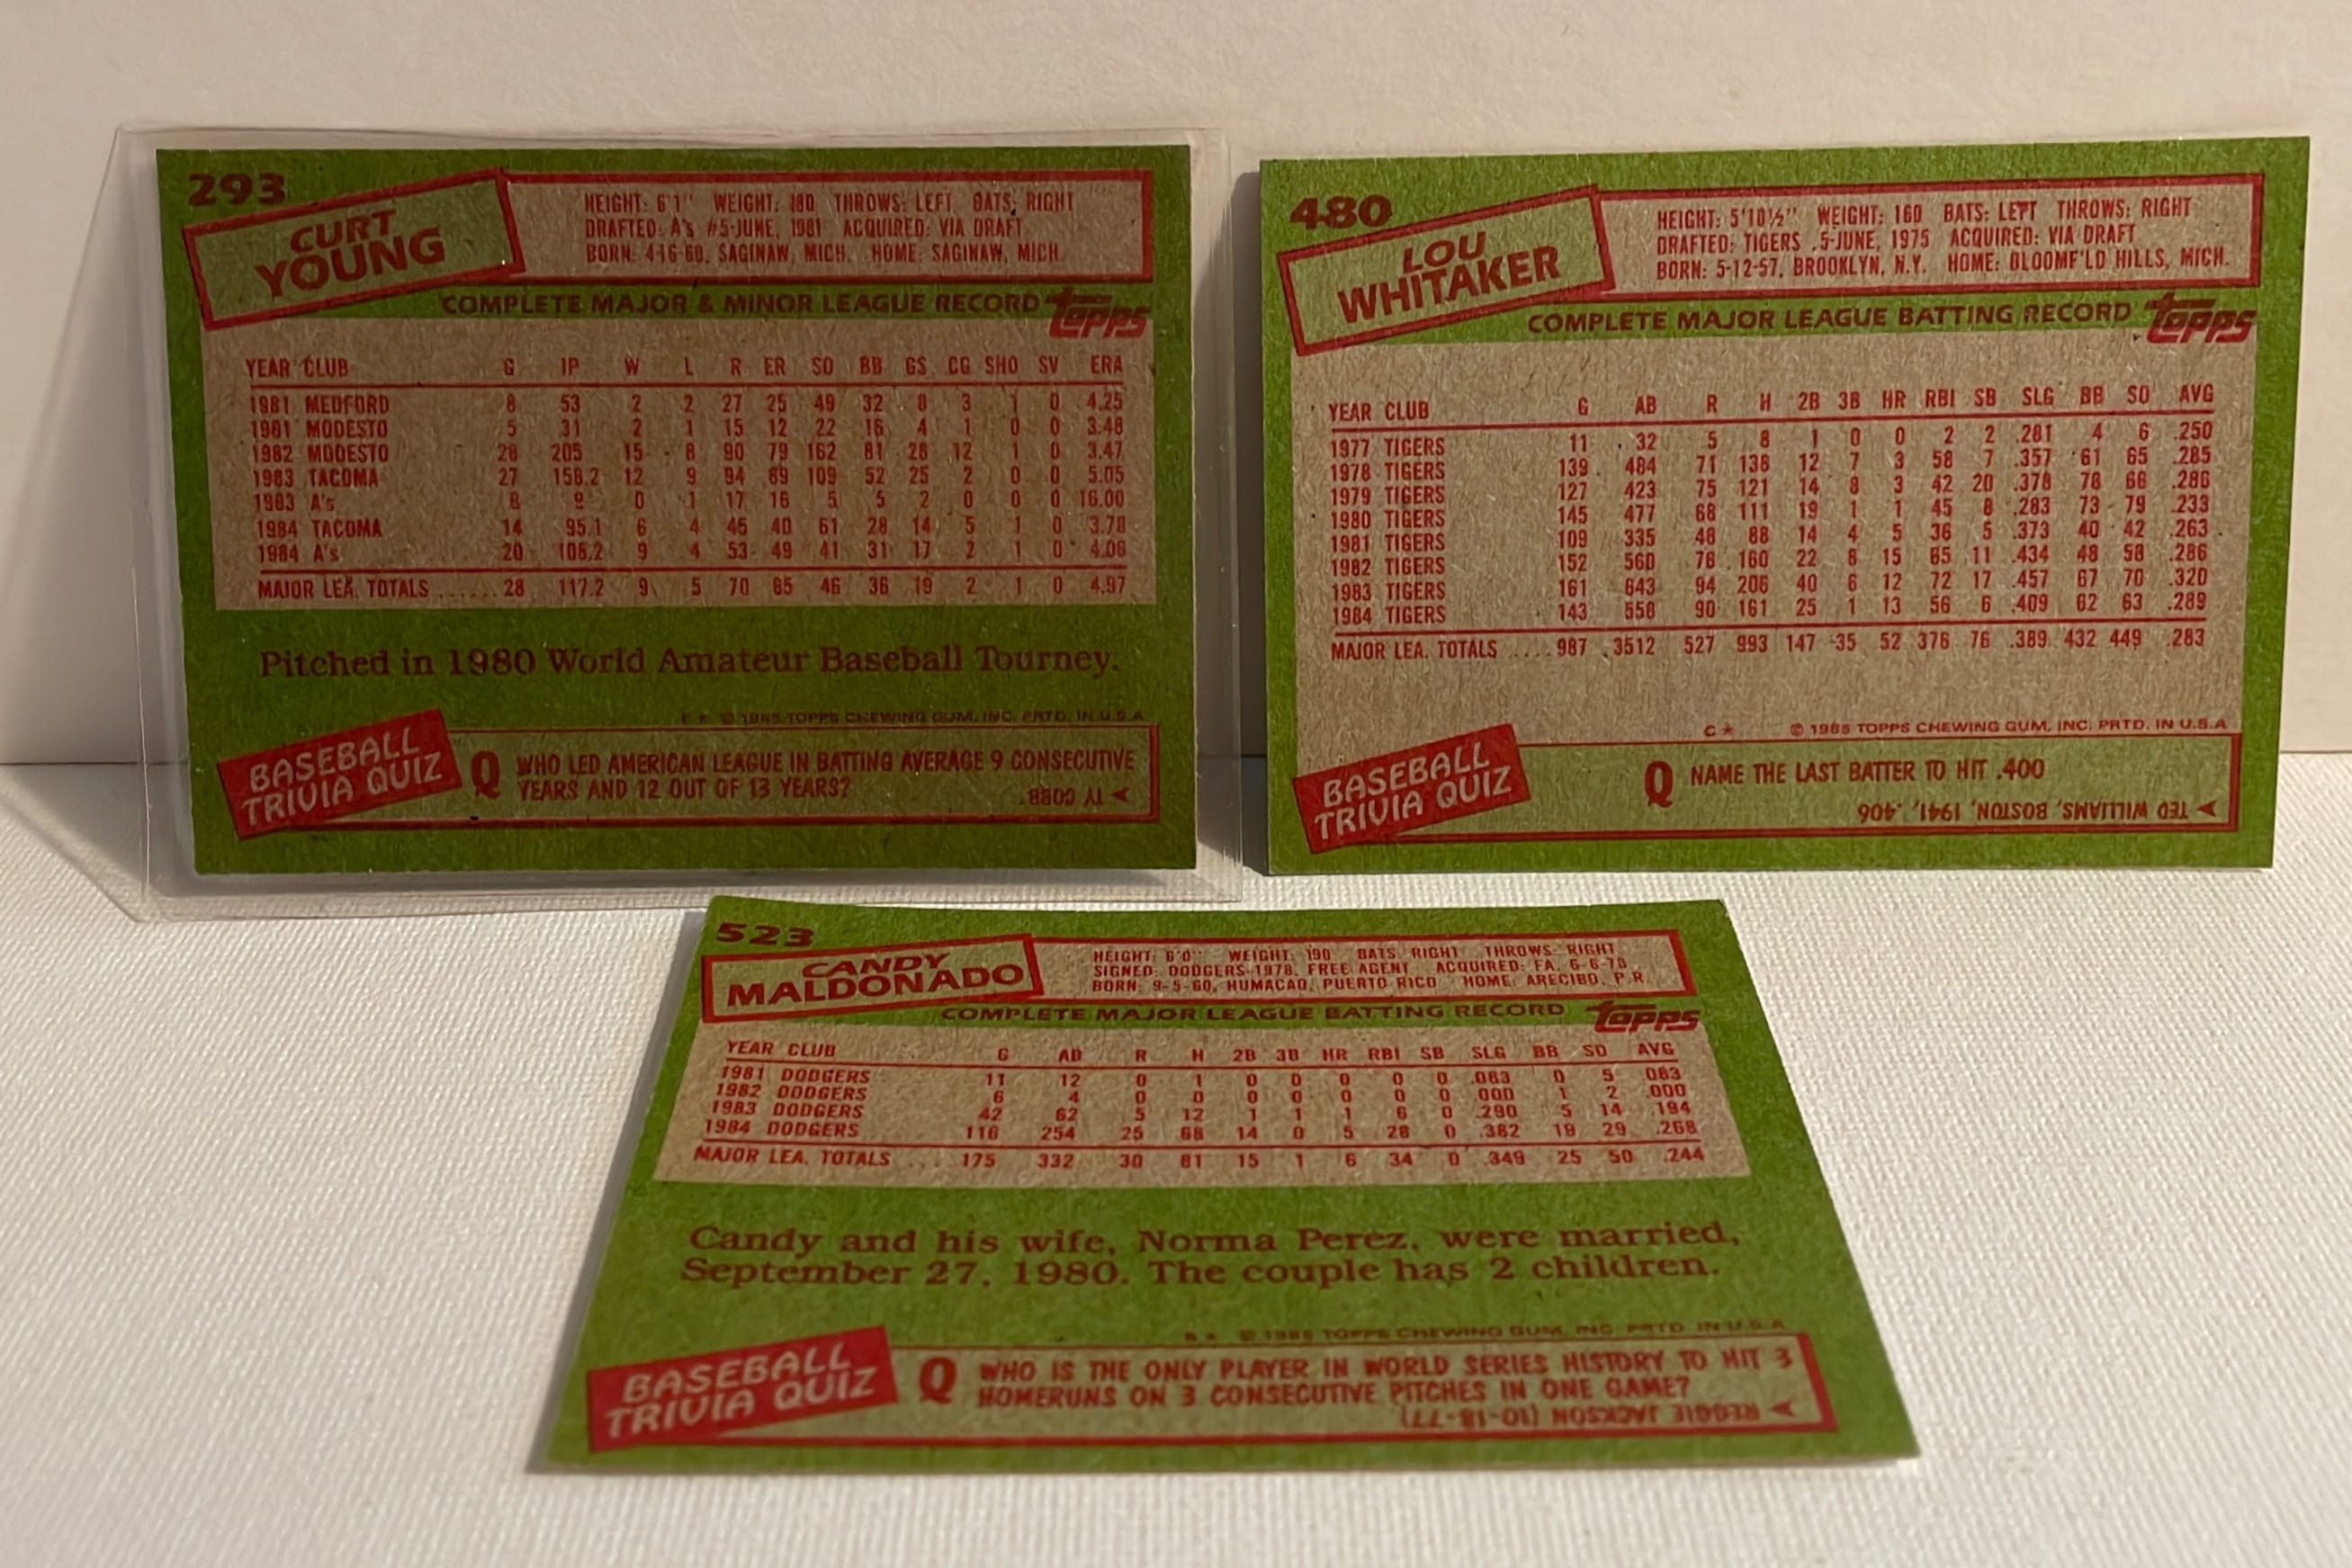 293
CURT
YOUNG
HEIGHT: 6'1" WEIGHT: 180 THROWS: LEFT BATS: RIGHT
DRAFTED: A's #5-JUNE, 1981 ACQUIRED: VIA DRAFT
BORN: 4-16-60, SAGINAW, MICH. HOME: SAGINAW, MICH.
COMPLETE MAJOR & MINOR LEAGUE RECORD
topps
YEAR CLUB G IP W L R ER SO BB GS CG SHO SV ERA
1981 MEDFORD 8 53 2 2 27 25 49 32 8 3 1 0 4.25
1981 MODESTO 5 31 2 1 15 12 22 16 4 1 0 0 3.48
1982 MODESTO 28 205 15 8 90 79 162 81 28 12 1 0 3.47
1983 TACOMA 27 158.2 12 9 94 89 109 52 25 2 0 0 5.05
1983 A's 8 9 0 1 17 16 5 5 2 0 0 0 16.00
1984 TACOMA 14 95.1 6 4 45 40 61 28 14 5 1 0 3.78
1984 A's 20 108.2 9 4 53 49 41 31 17 2 1 0 4.06
MAJOR LEA. TOTALS ...... 28 117.2 9 5 70 65 46 36 19 2 1 0 4.97
Pitched in 1980 World Amateur Baseball Tourney.
© 1985 TOPPS CHEWING GUM, INC. PRTD. IN U.S.A
BASEBALL
TRIVIA QUIZ
Q WHO LED AMERICAN LEAGUE IN BATTING AVERAGE 9 CONSECUTIVE
YEARS AND 12 OUT OF 13 YEARS?
TY COBB.
480
LOU
WHITAKER
HEIGHT: 5'10½" WEIGHT: 160 BATS: LEFT THROWS: RIGHT
DRAFTED: TIGERS 5-JUNE, 1975 ACQUIRED: VIA DRAFT
BORN: 5-12-57, BROOKLYN, N.Y. HOME: BLOOMF'LD HILLS, MICH.
COMPLETE MAJOR LEAGUE BATTING RECORD
topps
YEAR CLUB G AB R H 2B 3B HR RBI SB SLG BB SO AVG
1977 TIGERS 11 32 5 8 1 0 0 2 2 .281 4 6 .250
1978 TIGERS 139 484 71 138 12 7 3 58 7 .357 61 65 .285
1979 TIGERS 127 423 75 121 14 8 3 42 20 .378 78 66 .286
1980 TIGERS 145 477 68 111 19 1 1 45 8 .283 73 79 .233
1981 TIGERS 109 335 48 88 14 4 5 36 5 .373 40 42 .263
1982 TIGERS 152 560 76 160 22 8 15 65 11 .434 48 58 .286
1983 TIGERS 161 643 94 206 40 6 12 72 17 .457 67 70 .320
1984 TIGERS 143 558 90 161 25 1 13 56 6 .409 62 63 .289
MAJOR LEA. TOTALS .... 987 3512 527 993 147 35 52 376 76 .389 432 449 .283
C* © 1985 TOPPS CHEWING GUM, INC. PRTD. IN U.S.A
BASEBALL
TRIVIA QUIZ
Q NAME THE LAST BATTER TO HIT .400
TED WILLIAMS, BOSTON, 1941, .406
523
CANDY
MALDONADO
HEIGHT: 6'0" WEIGHT: 190 BATS: RIGHT THROWS: RIGHT
SIGNED: DODGERS-1978, FREE AGENT ACQUIRED: FA, 6-6-78
BORN: 9-5-60, HUMACAO, PUERTO RICO HOME: ARECIBO, P.R.
COMPLETE MAJOR LEAGUE BATTING RECORD
topps
YEAR CLUB G AB R H 2B 3B HR RBI SB SLG BB SO AVG
1981 DODGERS 11 12 0 1 0 0 0 0 0 .083 0 5 .083
1982 DODGERS 6 4 0 0 0 0 0 0 0 .000 1 2 .000
1983 DODGERS 42 62 5 12 1 1 1 6 0 .290 5 14 .194
1984 DODGERS 116 254 25 68 14 0 5 28 0 .382 19 29 .268
MAJOR LEA. TOTALS .... 175 332 30 81 15 1 6 34 0 .349 25 50 .244
Candy and his wife, Norma Perez, were married,
September 27, 1980. The couple has 2 children.
© 1985 TOPPS CHEWING GUM, INC. PRTD. IN U.S.A
BASEBALL
TRIVIA QUIZ
Q WHO IS THE ONLY PLAYER IN WORLD SERIES HISTORY TO HIT 3
HOMERUNS ON 3 CONSECUTIVE PITCHES IN ONE GAME?
REGGIE JACKSON (10-18-77)